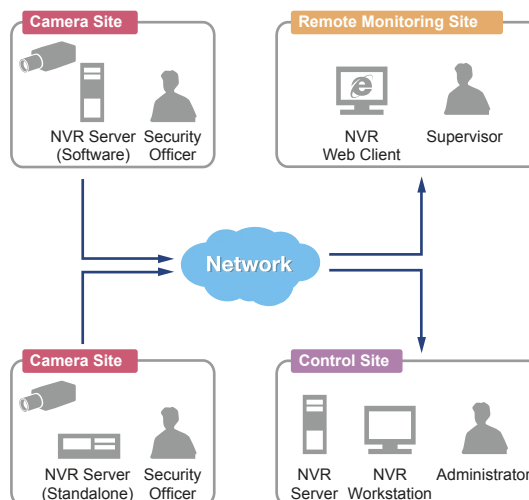 Camera Site
NVR Server
(Software)
Security
Officer
Remote Monitoring Site
NVR
Web Client
Supervisor
Network
Camera Site
NVR Server
(Standalone)
Security
Officer
Control Site
NVR
Server
NVR
Workstation
Administrator